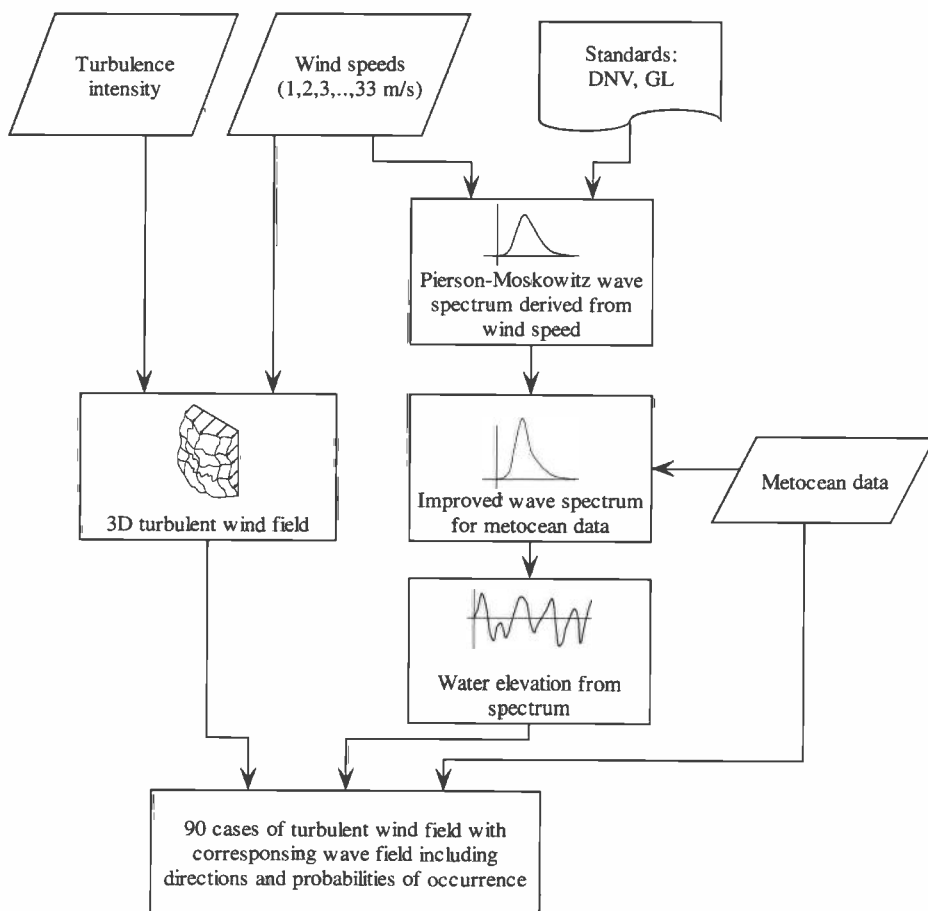 Turbulence
intensity
Wind speeds
(1,2,3,..,33 m/s)
Standards:
DNV, GL
Pierson-Moskowitz wave
spectrum derived from
wind speed
3D turbulent wind field
Improved wave spectrum
for metocean data
Metocean data
Water elevation from
spectrum
90 cases of turbulent wind field with
corresponsing wave field including
directions and probabilities of occurrence